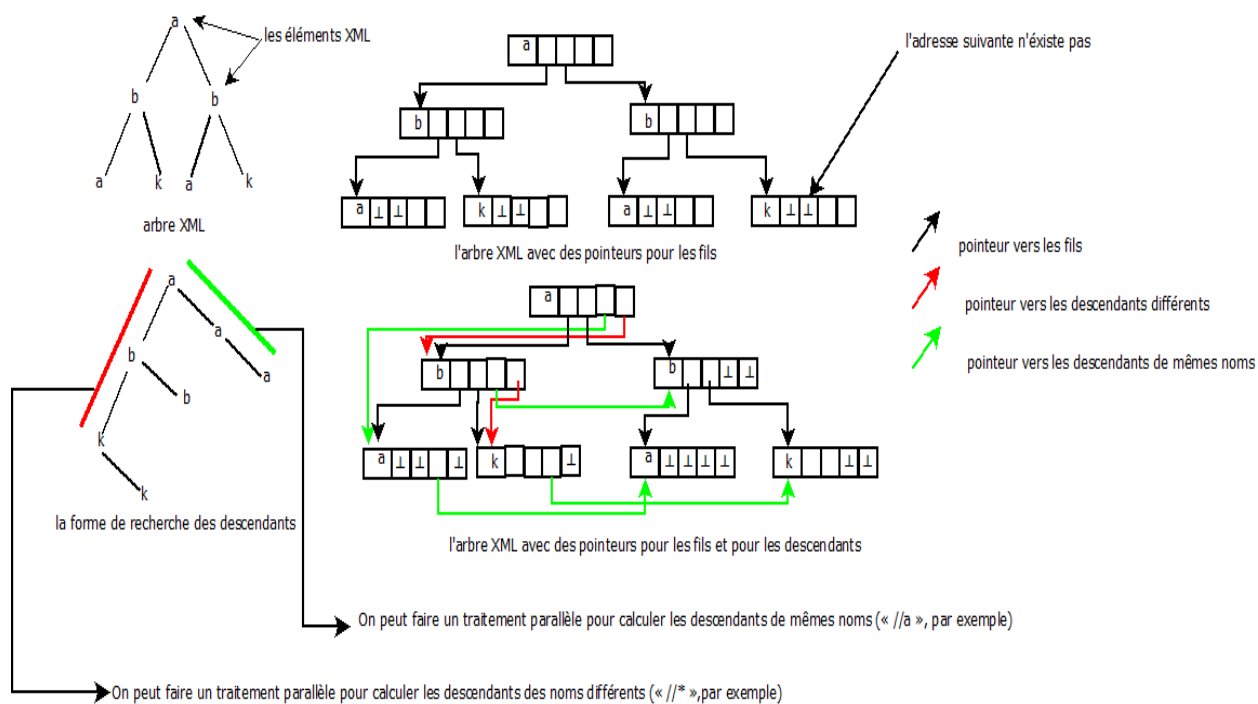 a
les éléments XML
b b
a k a k
arbre XML
a
b b
a ⊥ ⊥
k ⊥ ⊥
a ⊥ ⊥
k ⊥ ⊥
l'adresse suivante n'éxiste pas
l'arbre XML avec des pointeurs pour les fils
pointeur vers les fils
pointeur vers les descendants différents
pointeur vers les descendants de mêmes noms
a
a
b
a
b
k
k
la forme de recherche des descendants
a
b
b ⊥ ⊥
a ⊥ ⊥ ⊥
k ⊥
a ⊥ ⊥ ⊥ ⊥
k ⊥ ⊥
l'arbre XML avec des pointeurs pour les fils et pour les descendants
On peut faire un traitement parallèle pour calculer les descendants de mêmes noms (« //a », par exemple)
On peut faire un traitement parallèle pour calculer les descendants des noms différents (« //* »,par exemple)